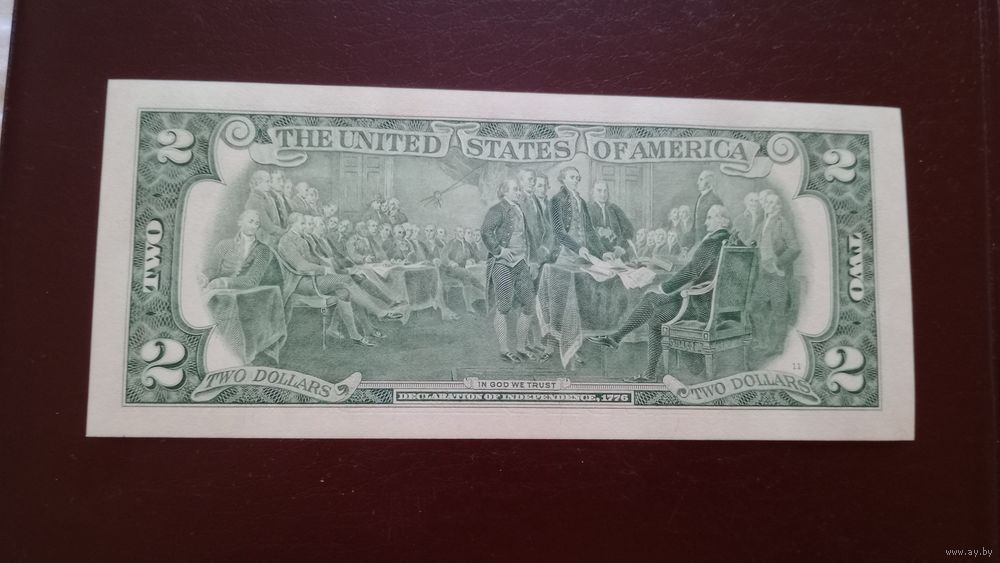 THE UNITED STATES OF AMERICA
2 2
TWO TWO
2 2
11
TWO DOLLARS IN GOD WE TRUST TWO DOLLARS
DECLARATION OF INDEPENDENCE, 1776
www.ay.by